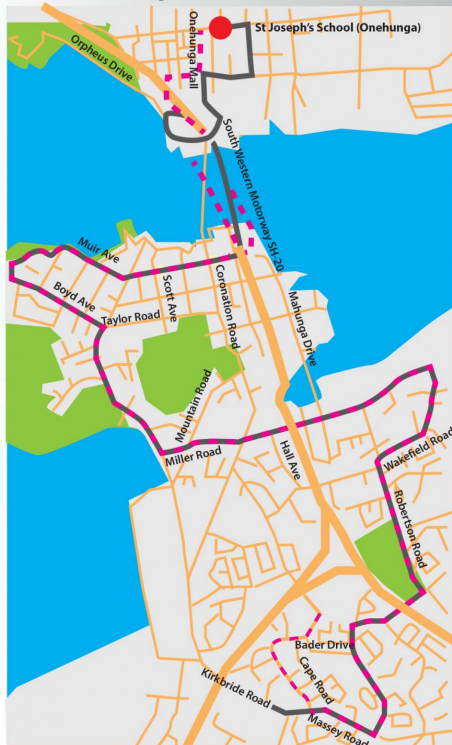 St Joseph's School (Onehunga)
Onehunga Mall
Orpheus Drive
South Western Motorway SH-20
Muir Ave
Boyd Ave
Scott Ave
Coronation Road
Taylor Road
Mahunga Drive
Mountain Road
Miller Road
Hall Ave
Wakefield Road
Robertson Road
Bader Drive
Cape Road
Kirkbride Road
Massey Road